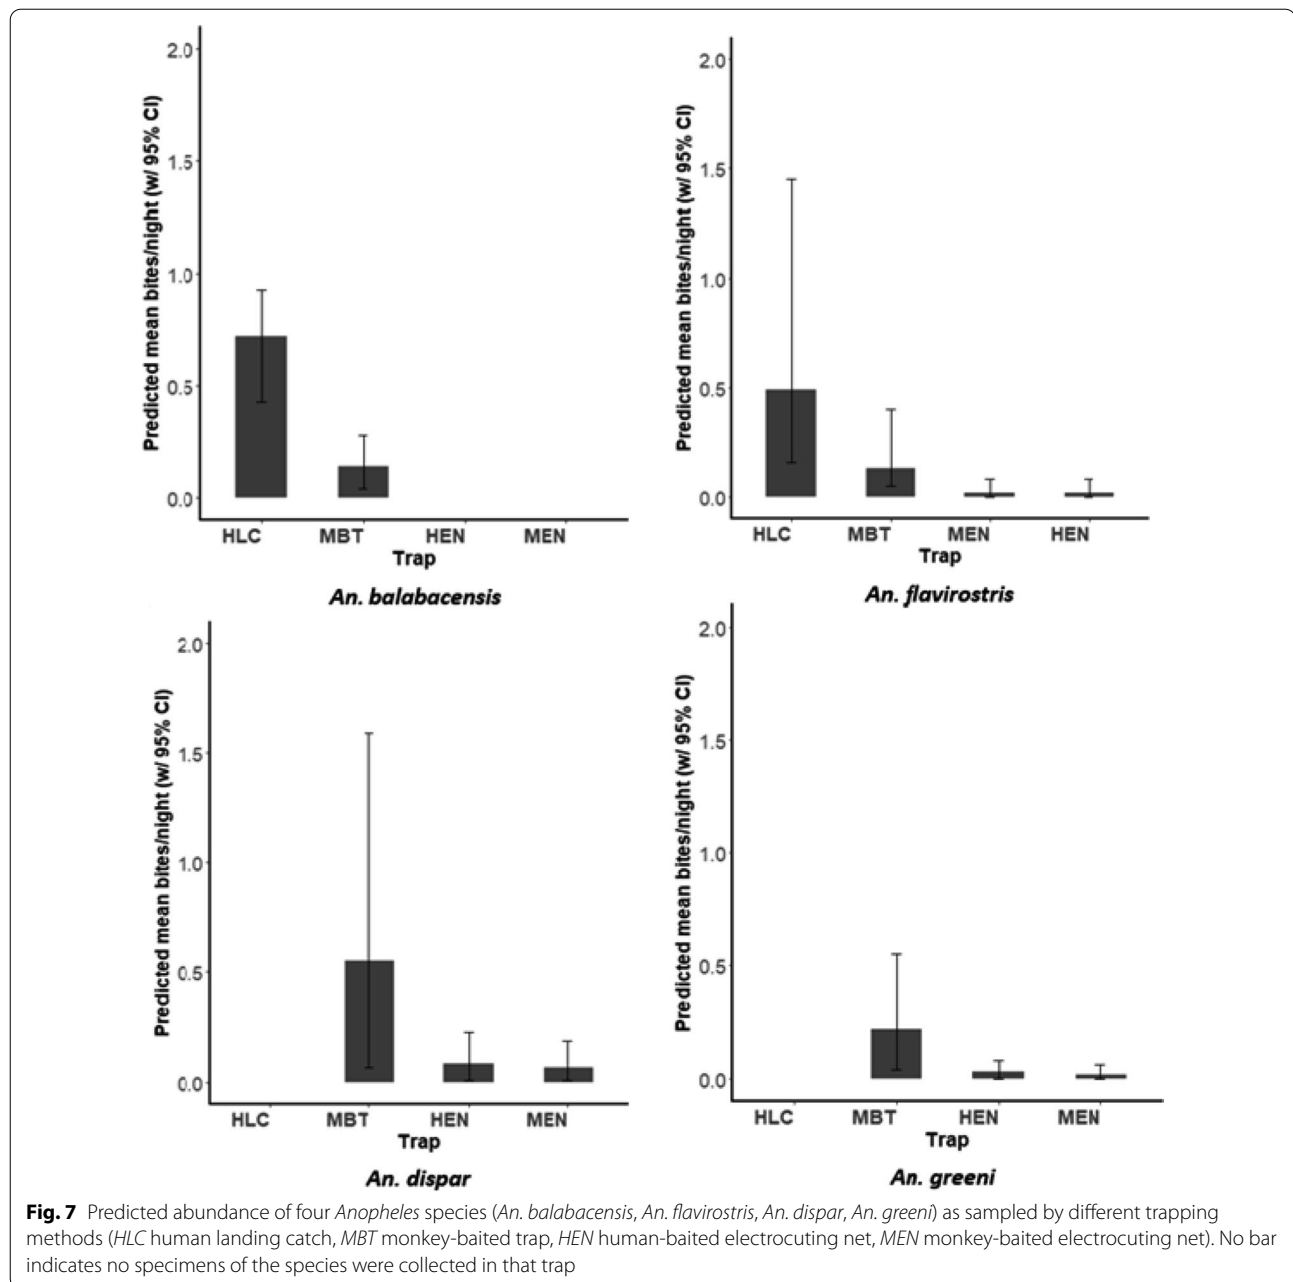 Predicted mean bites/night (w/ 95% CI)
2.0
1.5
1.0
0.5
0.0
HLC MBT HEN MEN
Trap
An. balabacensis
Predicted mean bites/night (w/ 95% CI)
2.0
1.5
1.0
0.5
0.0
HLC MBT MEN HEN
Trap
An. flavirostris
Predicted mean bites/night (w/ 95% CI)
2.0
1.5
1.0
0.5
0.0
HLC MBT HEN MEN
Trap
An. dispar
Predicted mean bites/night (w/ 95% CI)
2.0
1.5
1.0
0.5
0.0
HLC MBT HEN MEN
Trap
An. greeni
Fig. 7 Predicted abundance of four Anopheles species (An. balabacensis, An. flavirostris, An. dispar, An. greeni) as sampled by different trapping
methods (HLC human landing catch, MBT monkey-baited trap, HEN human-baited electrocuting net, MEN monkey-baited electrocuting net). No bar
indicates no specimens of the species were collected in that trap